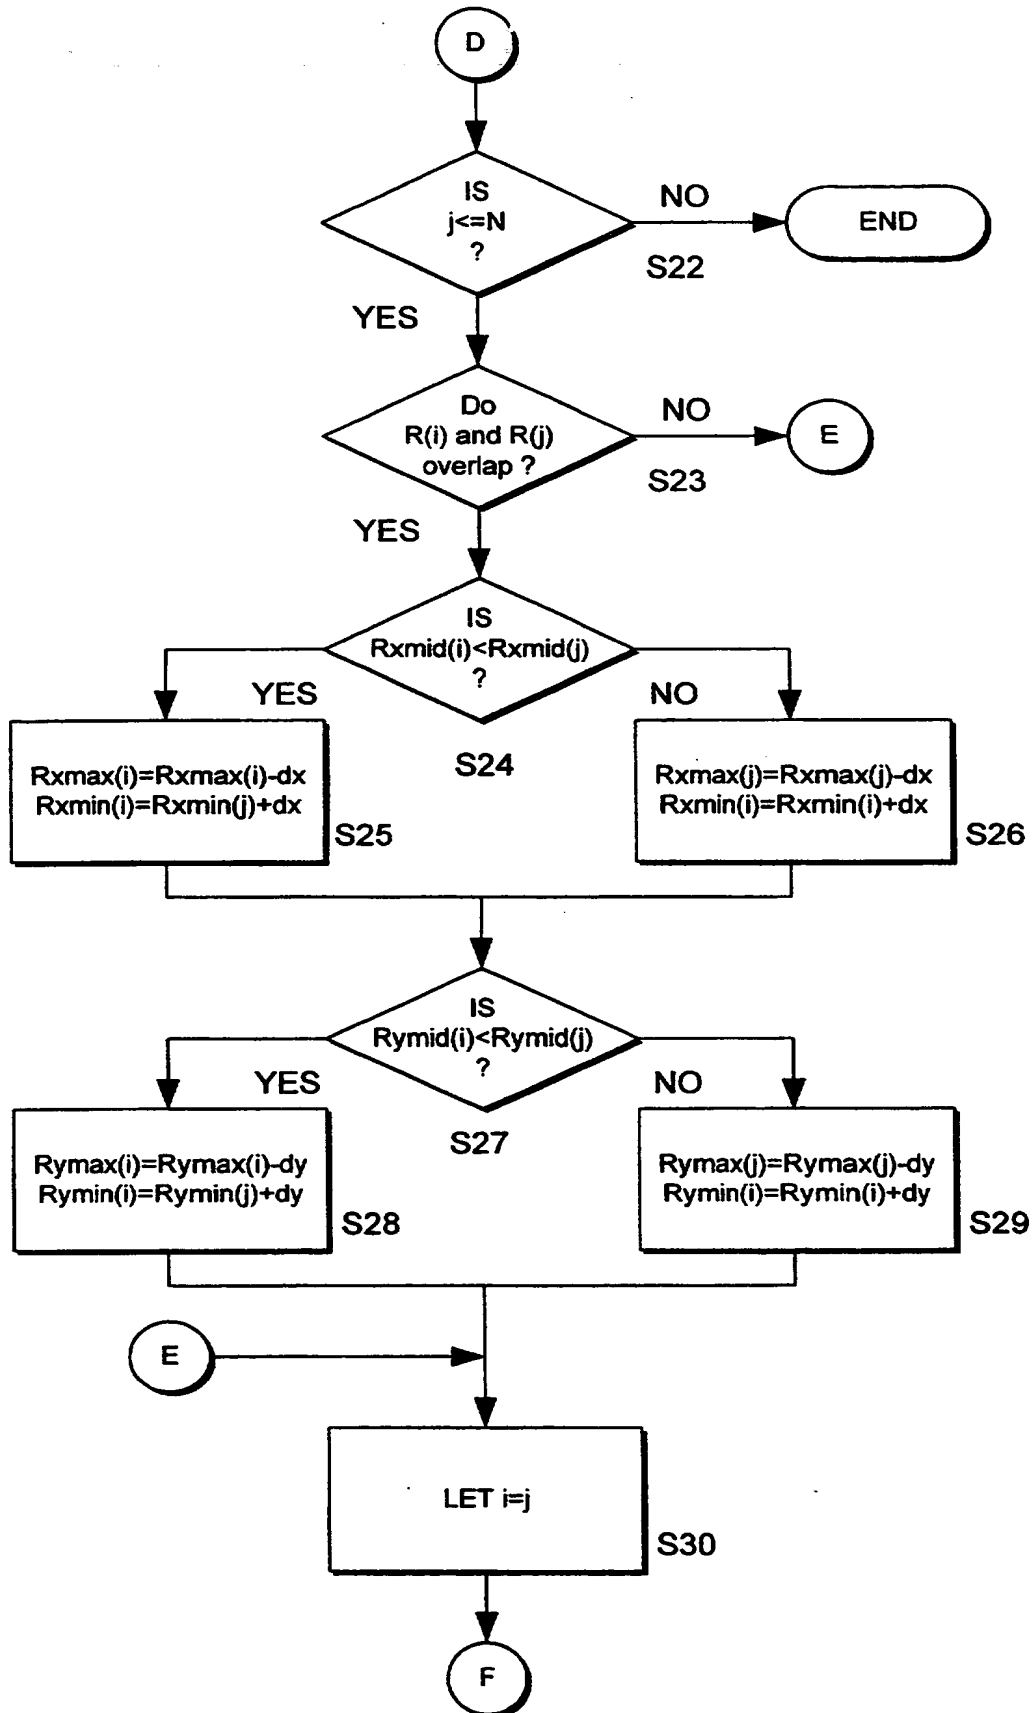 D
IS
j<=N
?
NO
END
S22
YES
Do
R(i) and R(j)
overlap ?
NO
E
S23
YES
IS
Rxmid(i)<Rxmid(j)
?
YES
NO
S24
Rxmax(i)=Rxmax(i)-dx
Rxmin(i)=Rxmin(j)+dx
S25
Rxmax(j)=Rxmax(j)-dx
Rxmin(i)=Rxmin(i)+dx
S26
IS
Rymid(i)<Rymid(j)
?
YES
NO
S27
Rymax(i)=Rymax(i)-dy
Rymin(i)=Rymin(j)+dy
S28
Rymax(j)=Rymax(j)-dy
Rymin(i)=Rymin(i)+dy
S29
E
LET i=j
S30
F